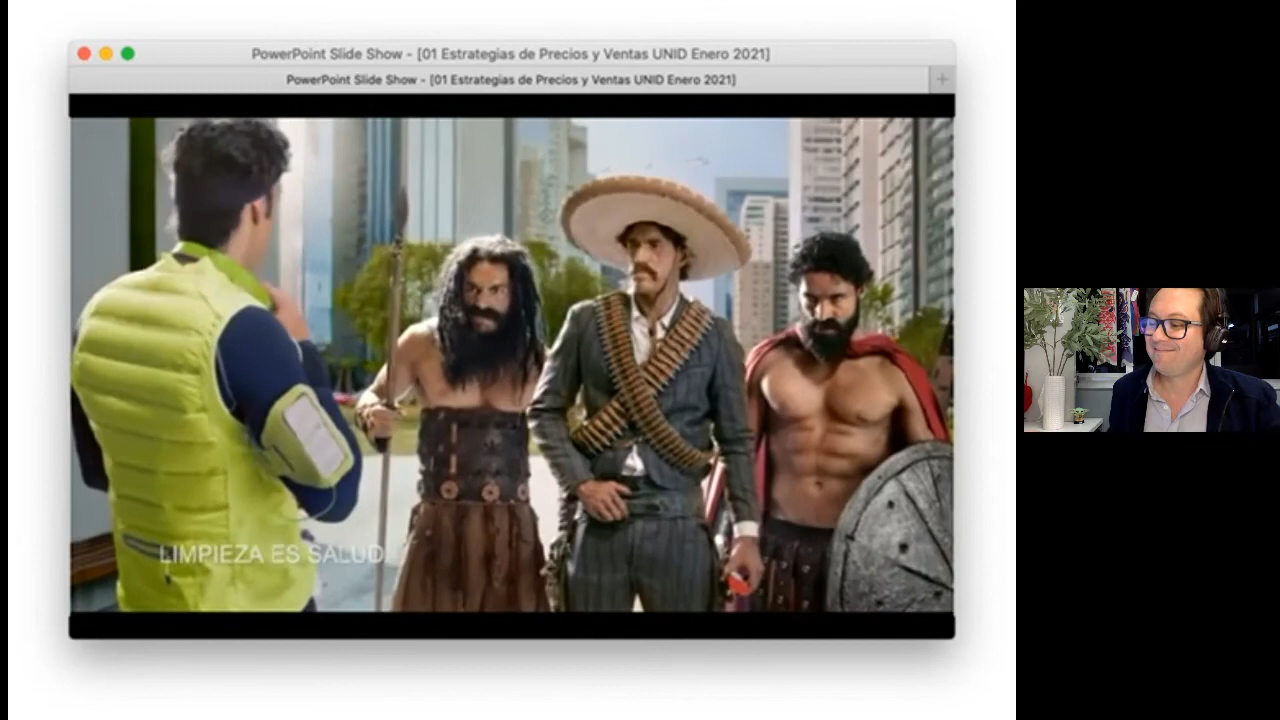 PowerPoint Slide Show - [01 Estrategias de Precios y Ventas UNID Enero 2021]
PowerPoint Slide Show - [01 Estrategias de Precios y Ventas UNID Enero 2021]
LIMPIEZA ES SALUD